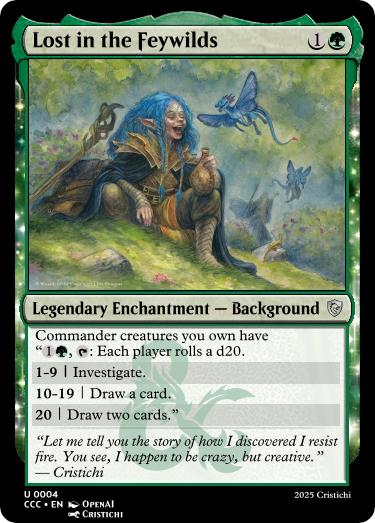 Lost in the Feywilds 1
Legendary Enchantment — Background
Commander creatures you own have
“1, : Each player rolls a d20.
1-9 | Investigate.
10-19 | Draw a card.
20 | Draw two cards.”
“Let me tell you the story of how I discovered I resist
fire. You see, I happen to be crazy, but creative.”
— Cristichi
U 0004
2025 Cristichi
CCC • EN OpenAI
Cristichi